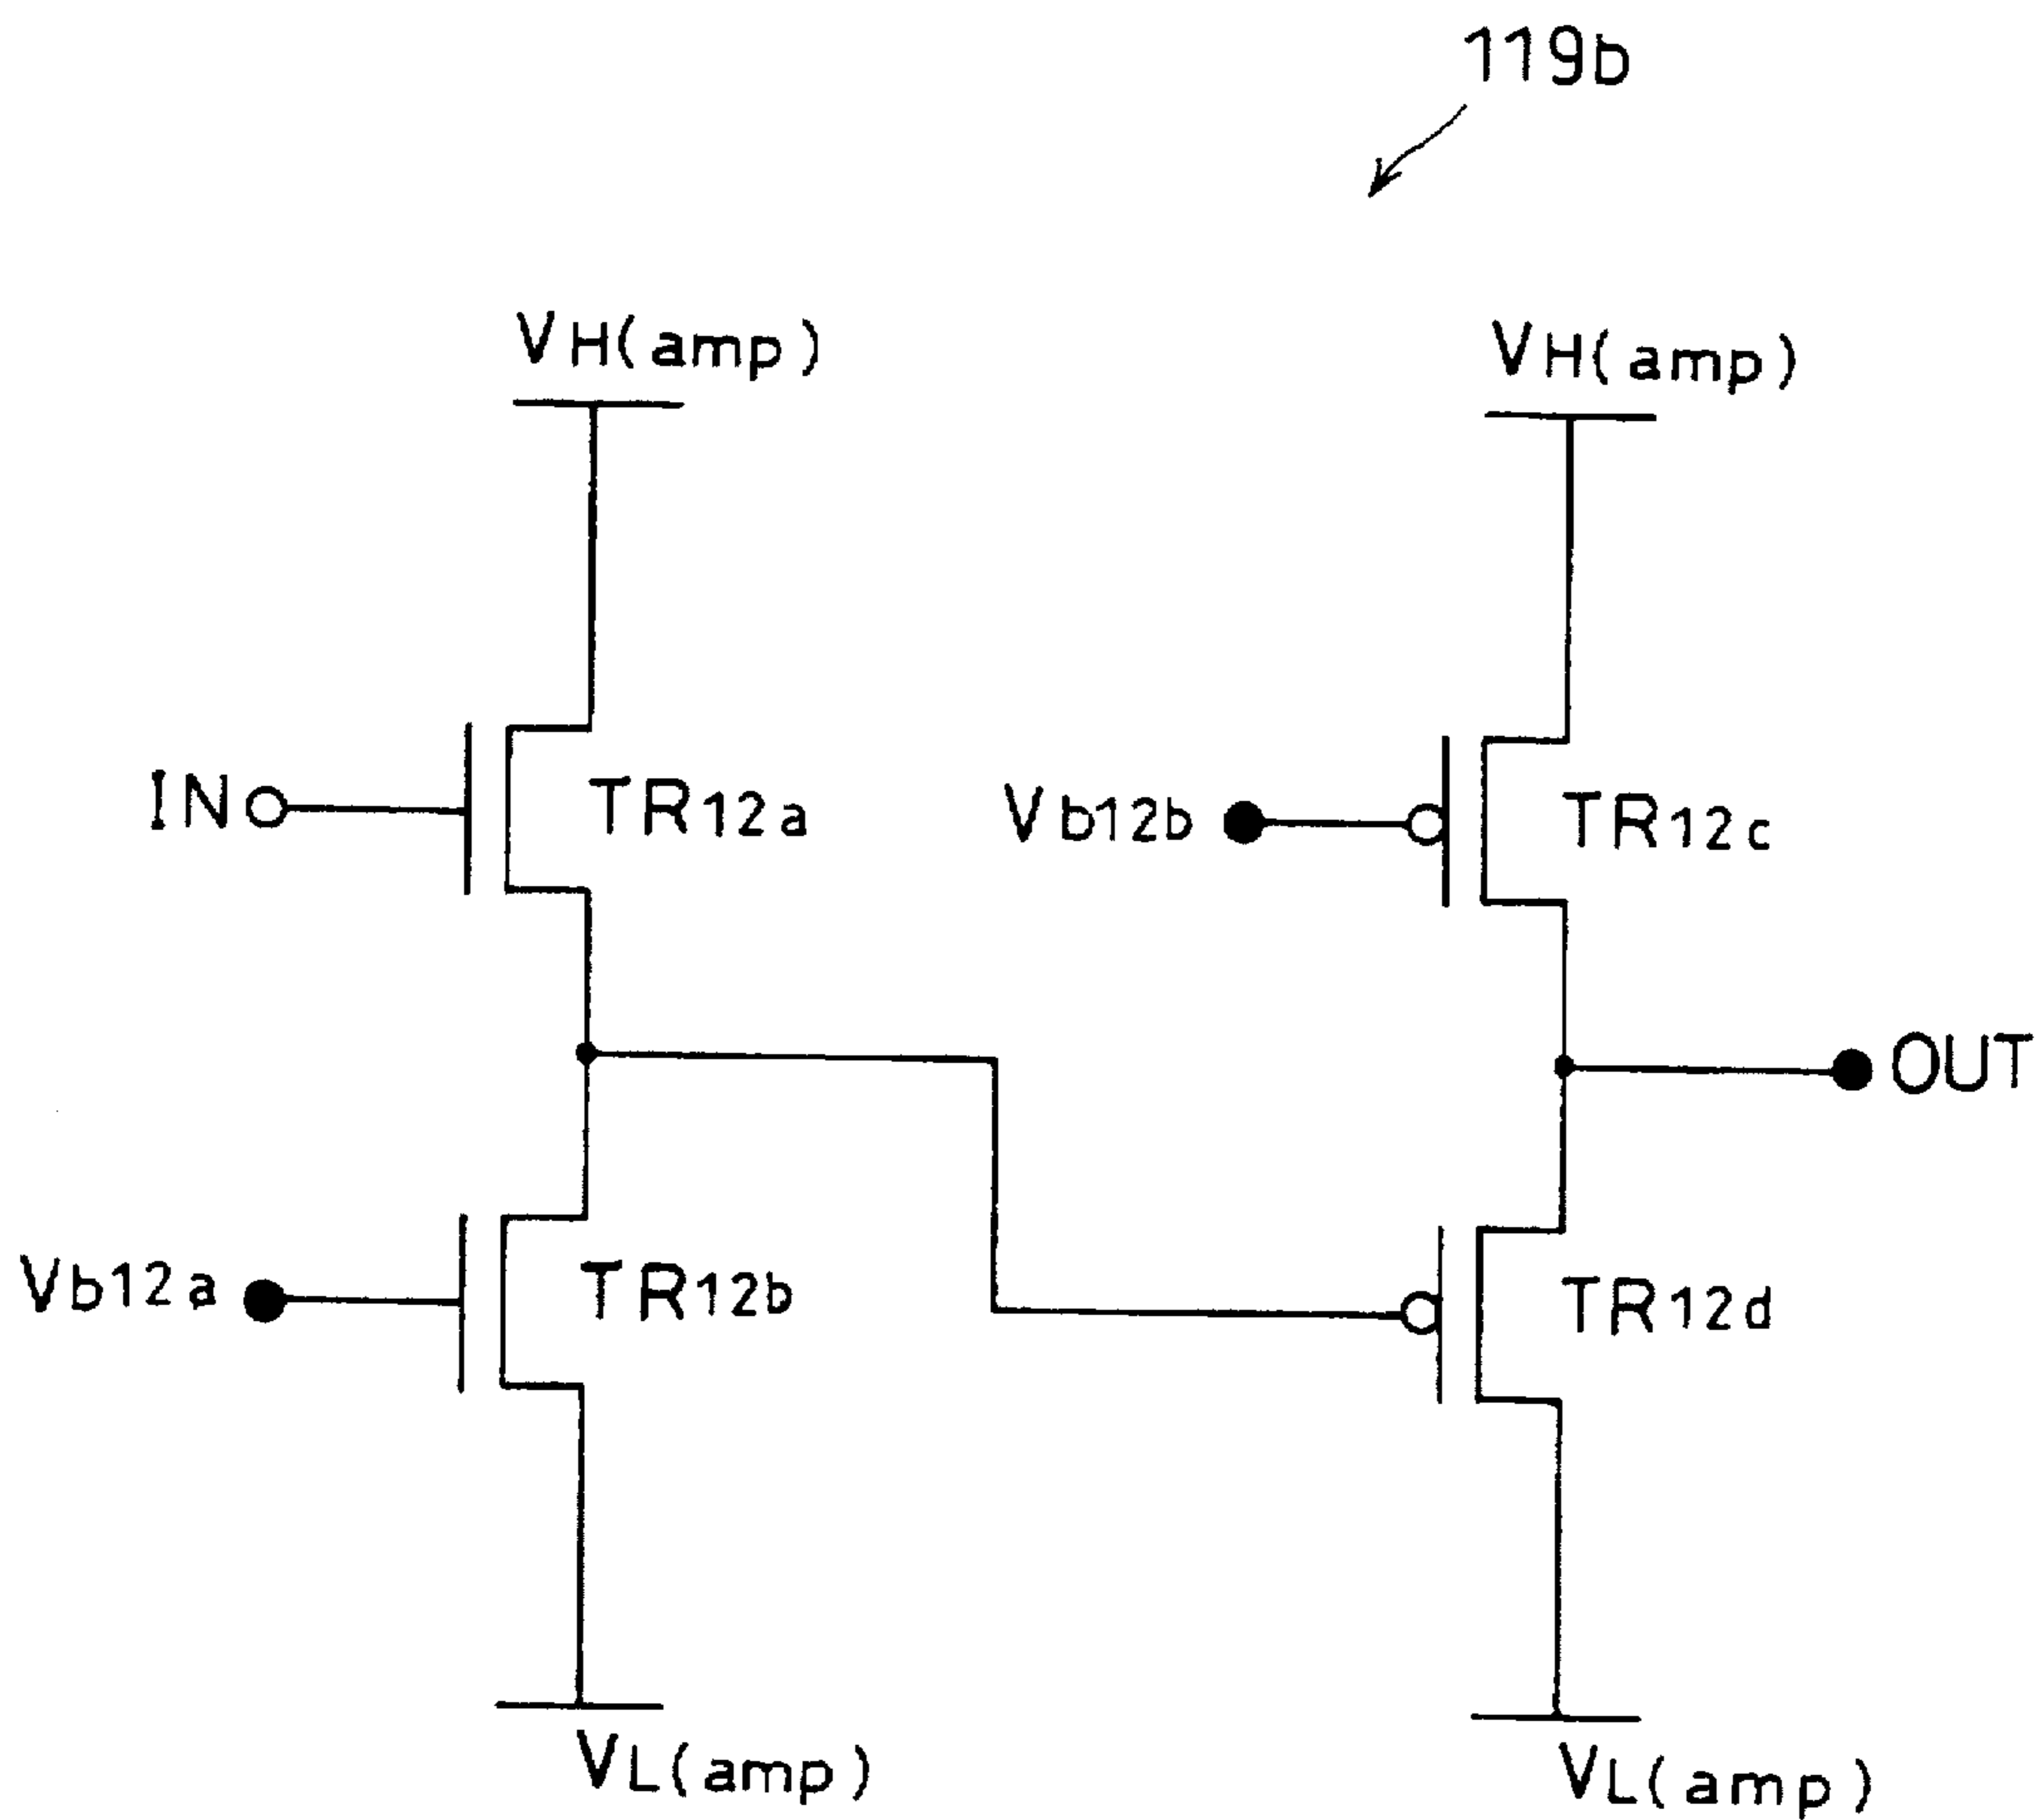 119b
VH(amp)
VH(amp)
IN
TR12a
Vb12b
TR12c
OUT
Vb12a
TR12b
TR12d
VL(amp)
VL(amp)